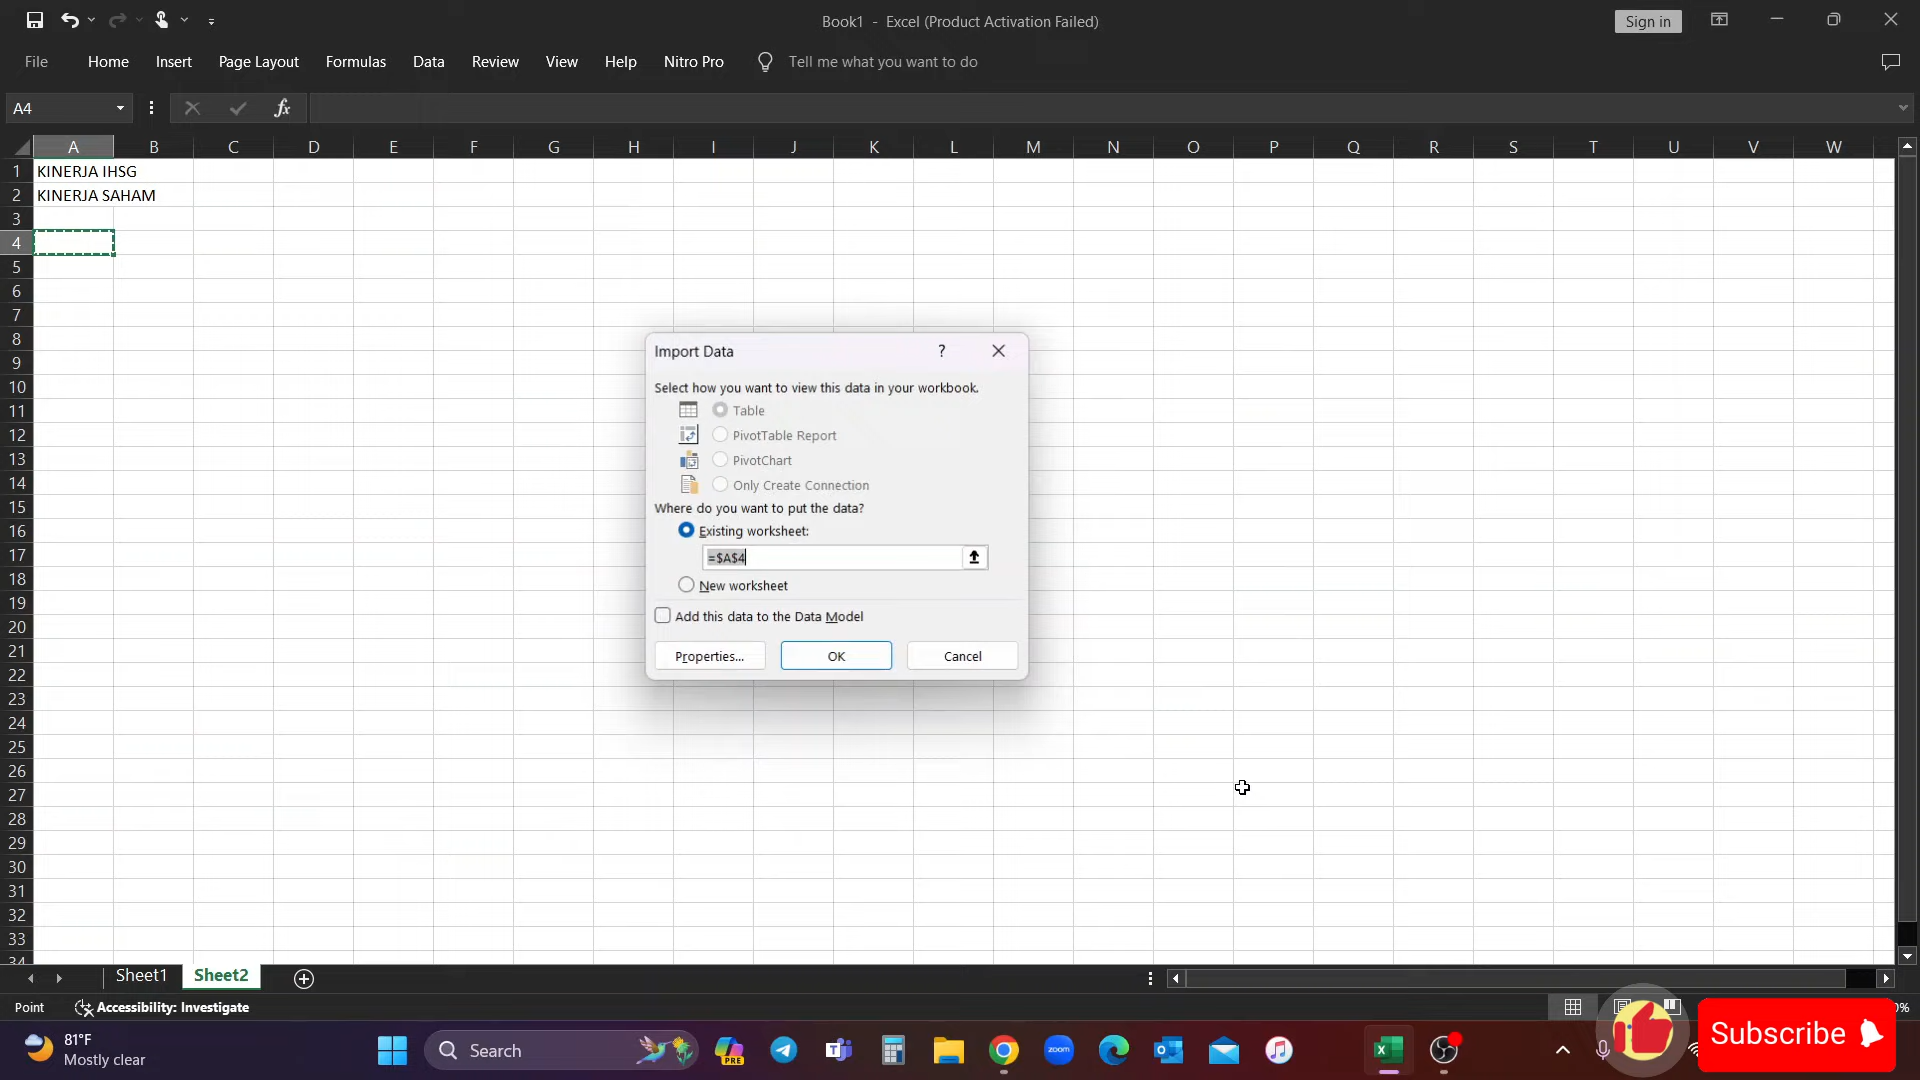 Book1 - Excel (Product Activation Failed)
Sign in
File Home Insert Page Layout Formulas Data Review View Help Nitro Pro Tell me what you want to do
A4 fx
A B C D E F G H I J K L M N O P Q R S T U V W
1 KINERJA IHSG
2 KINERJA SAHAM
3
4
5
6
7
8
9
10
11
12
13
14
15
16
17
18
19
20
21
22
23
24
25
26
27
28
29
30
31
32
33
34
Import Data ?
Select how you want to view this data in your workbook.
Table
PivotTable Report
PivotChart
Only Create Connection
Where do you want to put the data?
Existing worksheet:
=$A$4
New worksheet
Add this data to the Data Model
Properties... OK Cancel
Sheet1 Sheet2
Point Accessibility: Investigate
0%
81°F
Mostly clear
Search
PRE
zoom
Subscribe